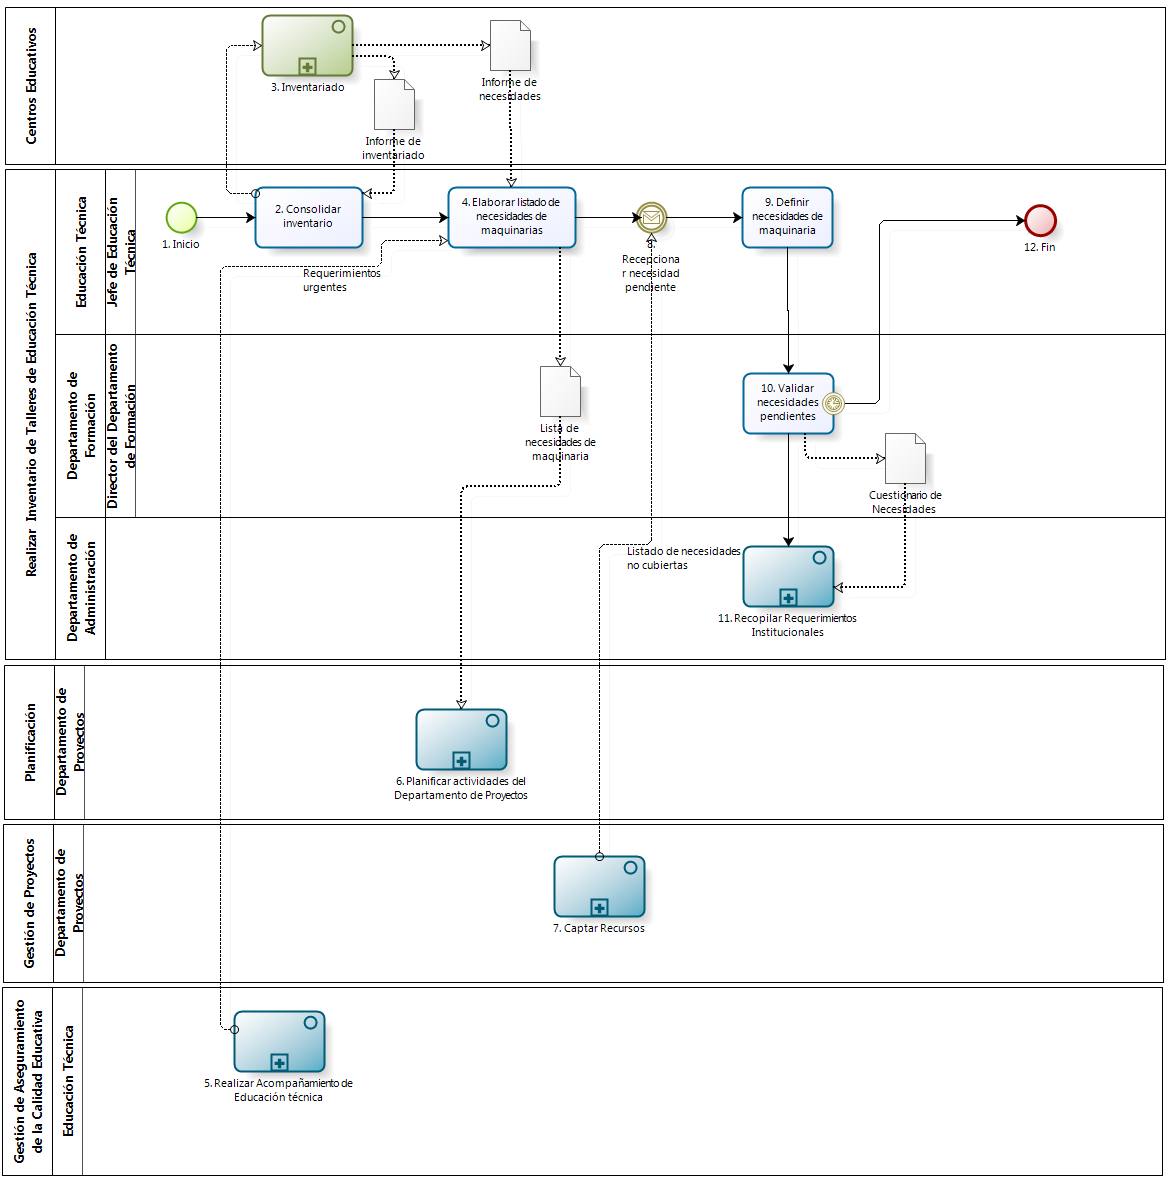 Centros Educativos
3. Inventariado
Informe de
necesidades
Informe de
inventariado
Realizar  Inventario de Talleres de Educación Técnica
Educación Técnica
Jefe de Educación
Técnica
1. Inicio
2. Consolidar
inventario
4. Elaborar listado de
necesidades de
maquinarias
8.
Recepciona
r necesidad
pendiente
9. Definir
necesidades de
maquinaria
12. Fin
Requerimientos
urgentes
Departamento de
Formación
Director del Departamento
de Formación
Lista de
necesidades de
maquinaria
10. Validar
necesidades
pendientes
Cuestionario de
Necesidades
Departamento de
Administración
Listado de necesidades
no cubiertas
11. Recopilar Requerimientos
Institucionales
Planificación
Departamento de
Proyectos
6. Planificar actividades del
Departamento de Proyectos
Gestión de Proyectos
Departamento de
Proyectos
7. Captar Recursos
Gestión de Aseguramiento
de la Calidad Educativa
Educación Técnica
5. Realizar Acompañamiento de
Educación técnica